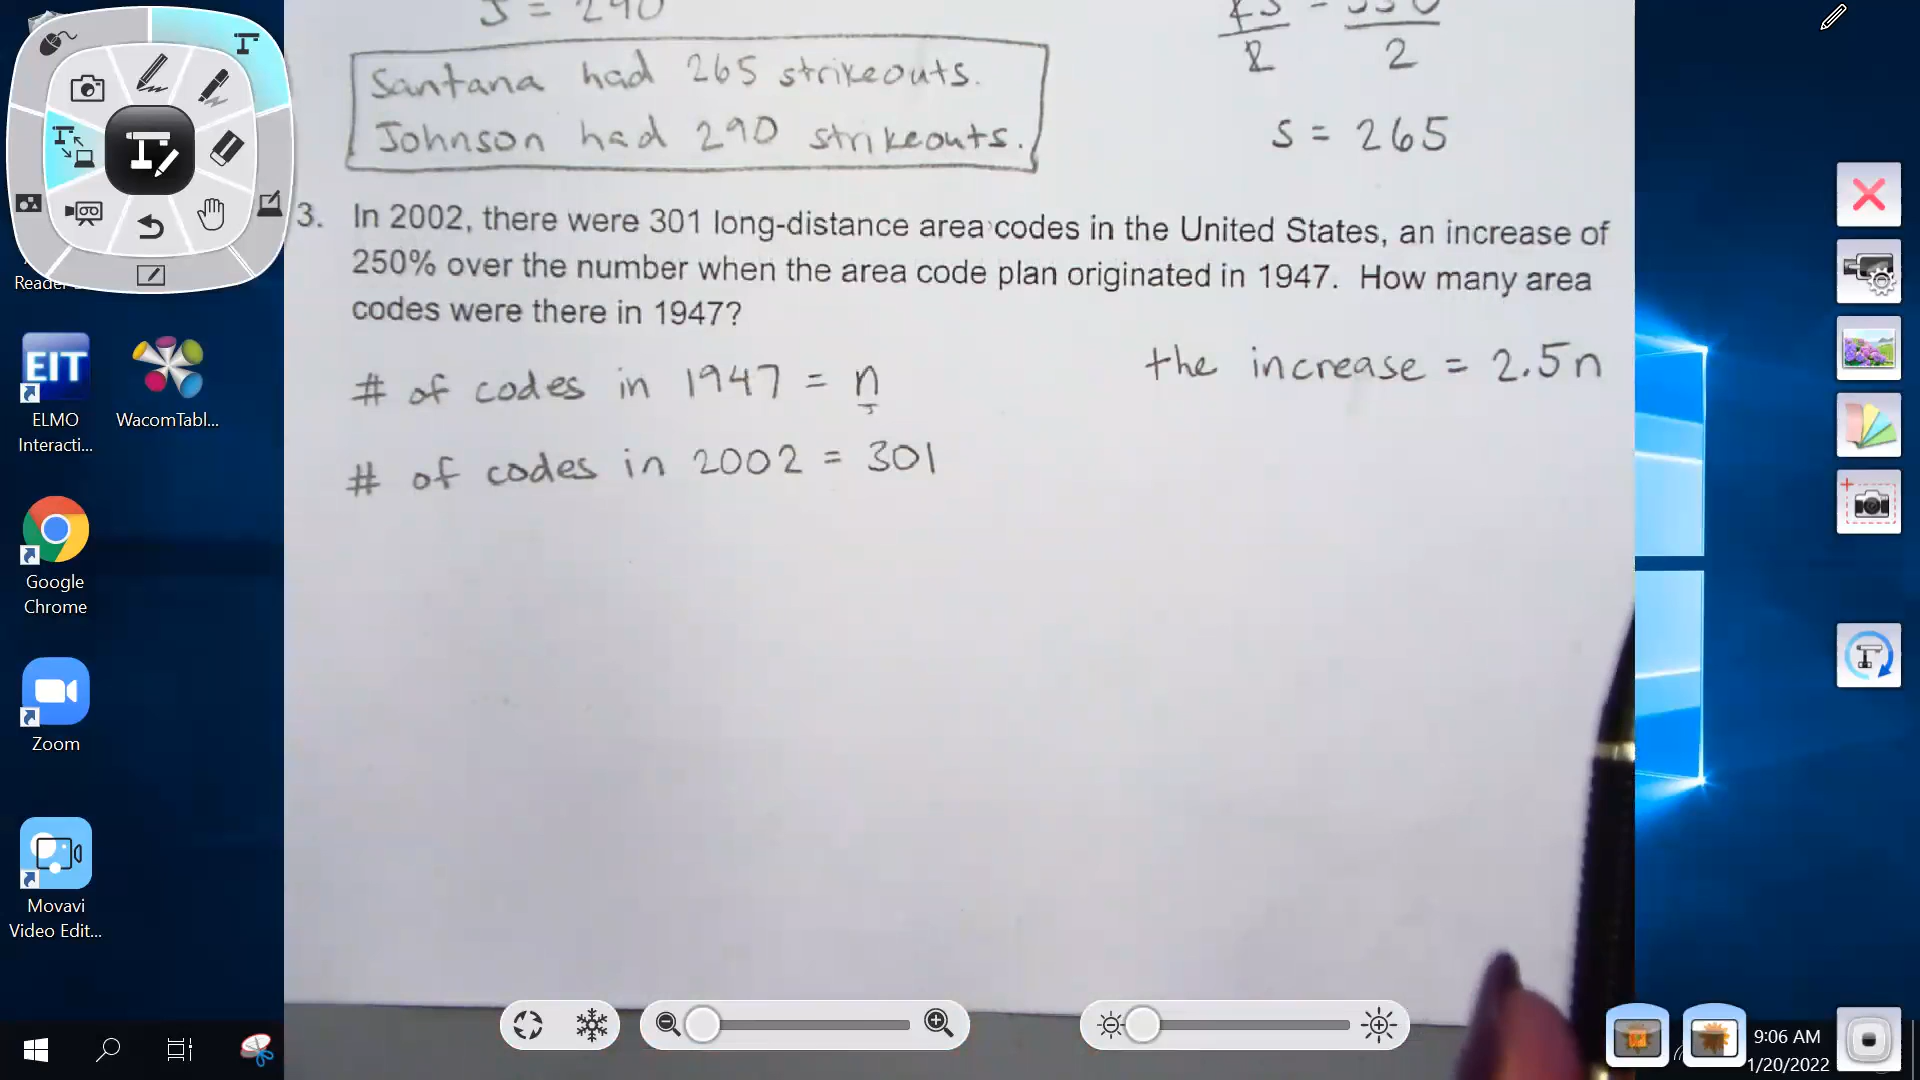 J = 290
Santana had 265 strikeouts.
Johnson had 290 strikeouts.
2
2
s = 265
3. In 2002, there were 301 long-distance area codes in the United States, an increase of
250% over the number when the area code plan originated in 1947. How many area
codes were there in 1947?
# of codes in 1947 = n
the increase = 2.5n
# of codes in 2002 = 301
Reader
EIT
ELMO
Interacti...
WacomTabl...
Google
Chrome
Zoom
Movavi
Video Edit...
9:06 AM
1/20/2022